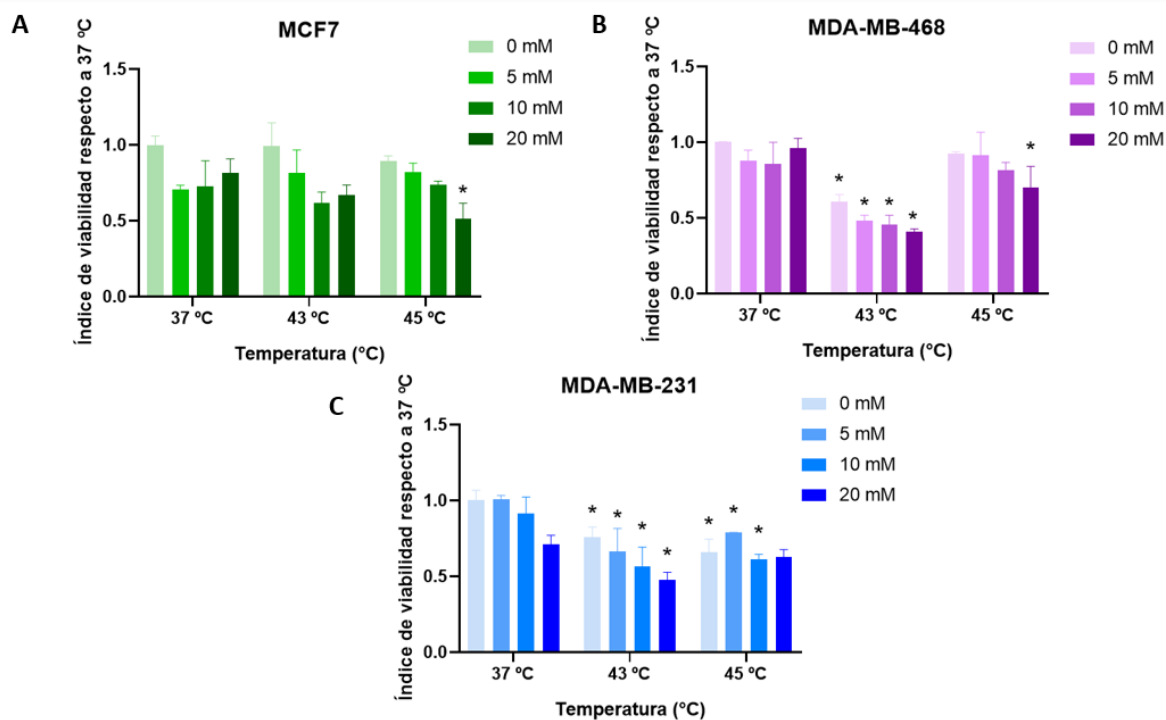 A
MCF7
Índice de viabilidad respecto a 37 ºC
1.5
1.0
0.5
0.0
* 
37 ºC 43 ºC 45 ºC
Temperatura (°C)
0 mM
5 mM
10 mM
20 mM
B
MDA-MB-468
Índice de viabilidad respecto a 37 ºC
1.5
1.0
0.5
0.0
* * * * *
37 ºC 43 ºC 45 ºC
Temperatura (°C)
0 mM
5 mM
10 mM
20 mM
C
MDA-MB-231
Índice de viabilidad respecto a 37 ºC
1.5
1.0
0.5
0.0
* * * * * * *
37 ºC 43 ºC 45 ºC
Temperatura (°C)
0 mM
5 mM
10 mM
20 mM